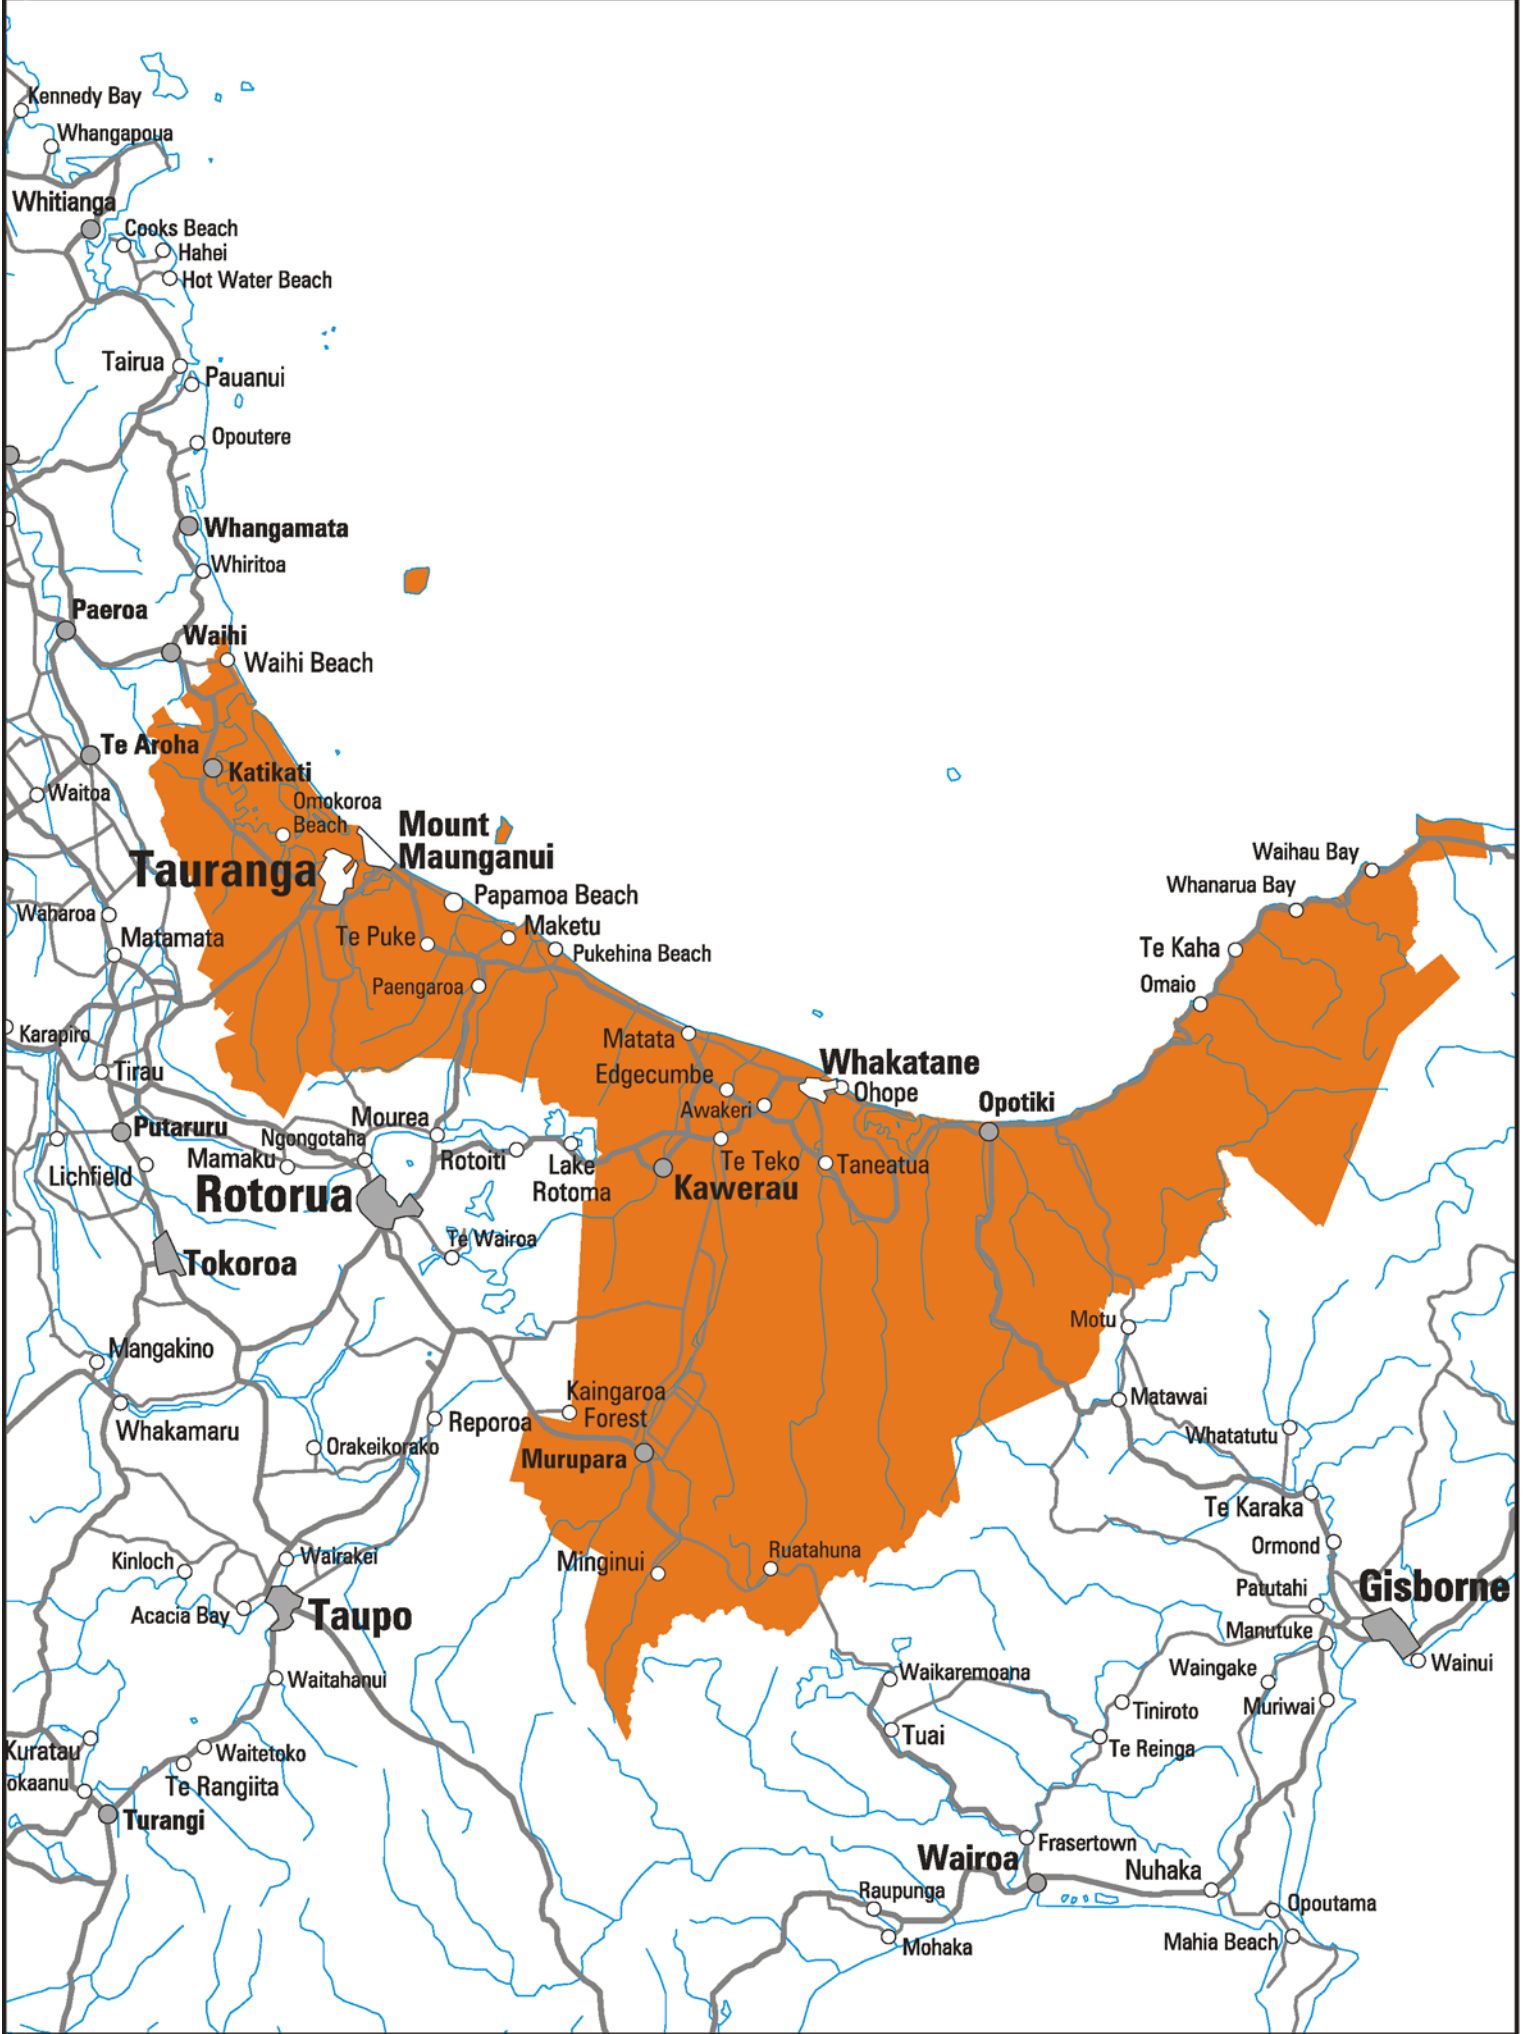 Kennedy Bay
Whangapoua
Whitianga
Cooks Beach
Hahei
Hot Water Beach
Tairua
Pauanui
Opoutere
Whangamata
Whiritoa
Paeroa
Waihi
Waihi Beach
Te Aroha
Katikati
Waitoa
Omokoroa
Beach
Mount
Maunganui
Tauranga
Waihau Bay
Whanarua Bay
Papamoa Beach
Waharoa
Maketu
Matamata
Te Puke
Te Kaha
Pukehina Beach
Paengaroa
Omaio
Karapiro
Matata
Tirau
Edgecumbe
Whakatane
Ohope
Awakeri
Opotiki
Mourea
Putaruru
Ngongotaha
Mamaku
Rotoiti
Lake
Rotoma
Te Teko
Taneatua
Lichfield
Rotorua
Kawerau
Te Wairoa
Tokoroa
Motu
Mangakino
Kaingaroa
Forest
Matawai
Whakamaru
Reporoa
Whatatutu
Orakeikorako
Murupara
Te Karaka
Ormond
Kinloch
Wairakei
Minginui
Ruatahuna
Patutahi
Gisborne
Acacia Bay
Taupo
Manutuke
Wainui
Waitahanui
Waikaremoana
Waingake
Tiniroto
Muriwai
Kuratau
Waitetoko
Tuai
Te Reinga
okaanu
Te Rangiita
Turangi
Frasertown
Wairoa
Nuhaka
Raupunga
Opoutama
Mohaka
Mahia Beach